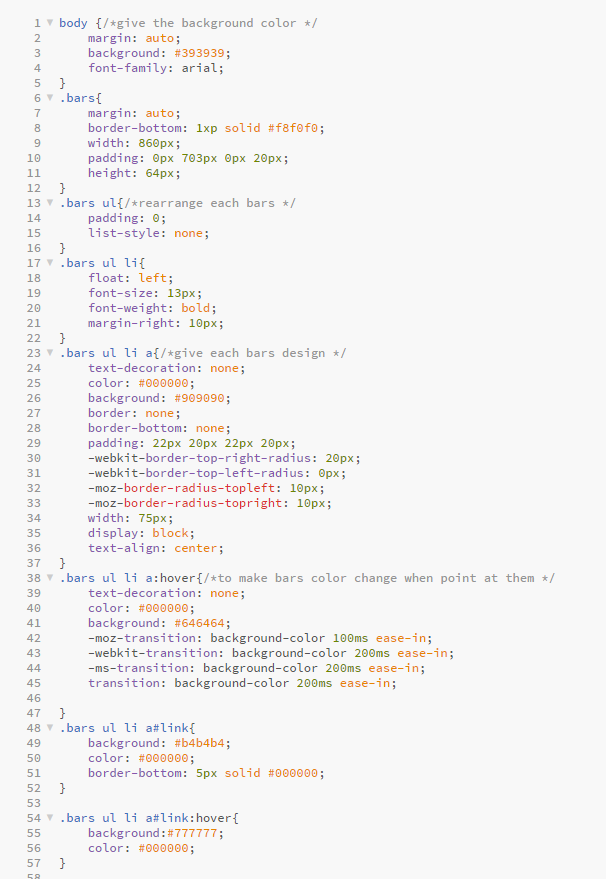 1 body {/*give the background color */
2 margin: auto;
3 background: #393939;
4 font-family: arial;
5 }
6 .bars{
7 margin: auto;
8 border-bottom: 1xp solid #f8f0f0;
9 width: 860px;
10 padding: 0px 703px 0px 20px;
11 height: 64px;
12 }
13 .bars ul{/*rearrange each bars */
14 padding: 0;
15 list-style: none;
16 }
17 .bars ul li{
18 float: left;
19 font-size: 13px;
20 font-weight: bold;
21 margin-right: 10px;
22 }
23 .bars ul li a{/*give each bars design */
24 text-decoration: none;
25 color: #000000;
26 background: #909090;
27 border: none;
28 border-bottom: none;
29 padding: 22px 20px 22px 20px;
30 -webkit-border-top-right-radius: 20px;
31 -webkit-border-top-left-radius: 0px;
32 -moz-border-radius-topleft: 10px;
33 -moz-border-radius-topright: 10px;
34 width: 75px;
35 display: block;
36 text-align: center;
37 }
38 .bars ul li a:hover{/*to make bars color change when point at them */
39 text-decoration: none;
40 color: #000000;
41 background: #646464;
42 -moz-transition: background-color 100ms ease-in;
43 -webkit-transition: background-color 200ms ease-in;
44 -ms-transition: background-color 200ms ease-in;
45 transition: background-color 200ms ease-in;
46
47 }
48 .bars ul li a#link{
49 background: #b4b4b4;
50 color: #000000;
51 border-bottom: 5px solid #000000;
52 }
53
54 .bars ul li a#link:hover{
55 background:#777777;
56 color: #000000;
57 }
58